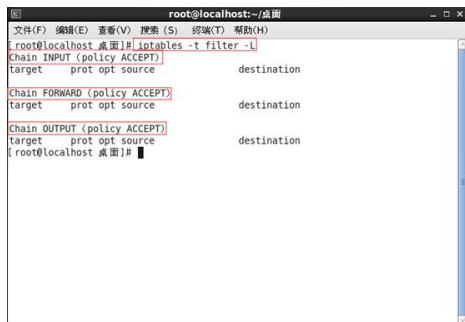 root@localhost:~/桌面
文件(F) 编辑(E) 查看(V) 搜索 (S) 终端(T) 帮助(H)
[root@localhost 桌面]# iptables -t filter -L
Chain INPUT (policy ACCEPT)
target prot opt source destination
Chain FORWARD (policy ACCEPT)
target prot opt source destination
Chain OUTPUT (policy ACCEPT)
target prot opt source destination
[root@localhost 桌面]#